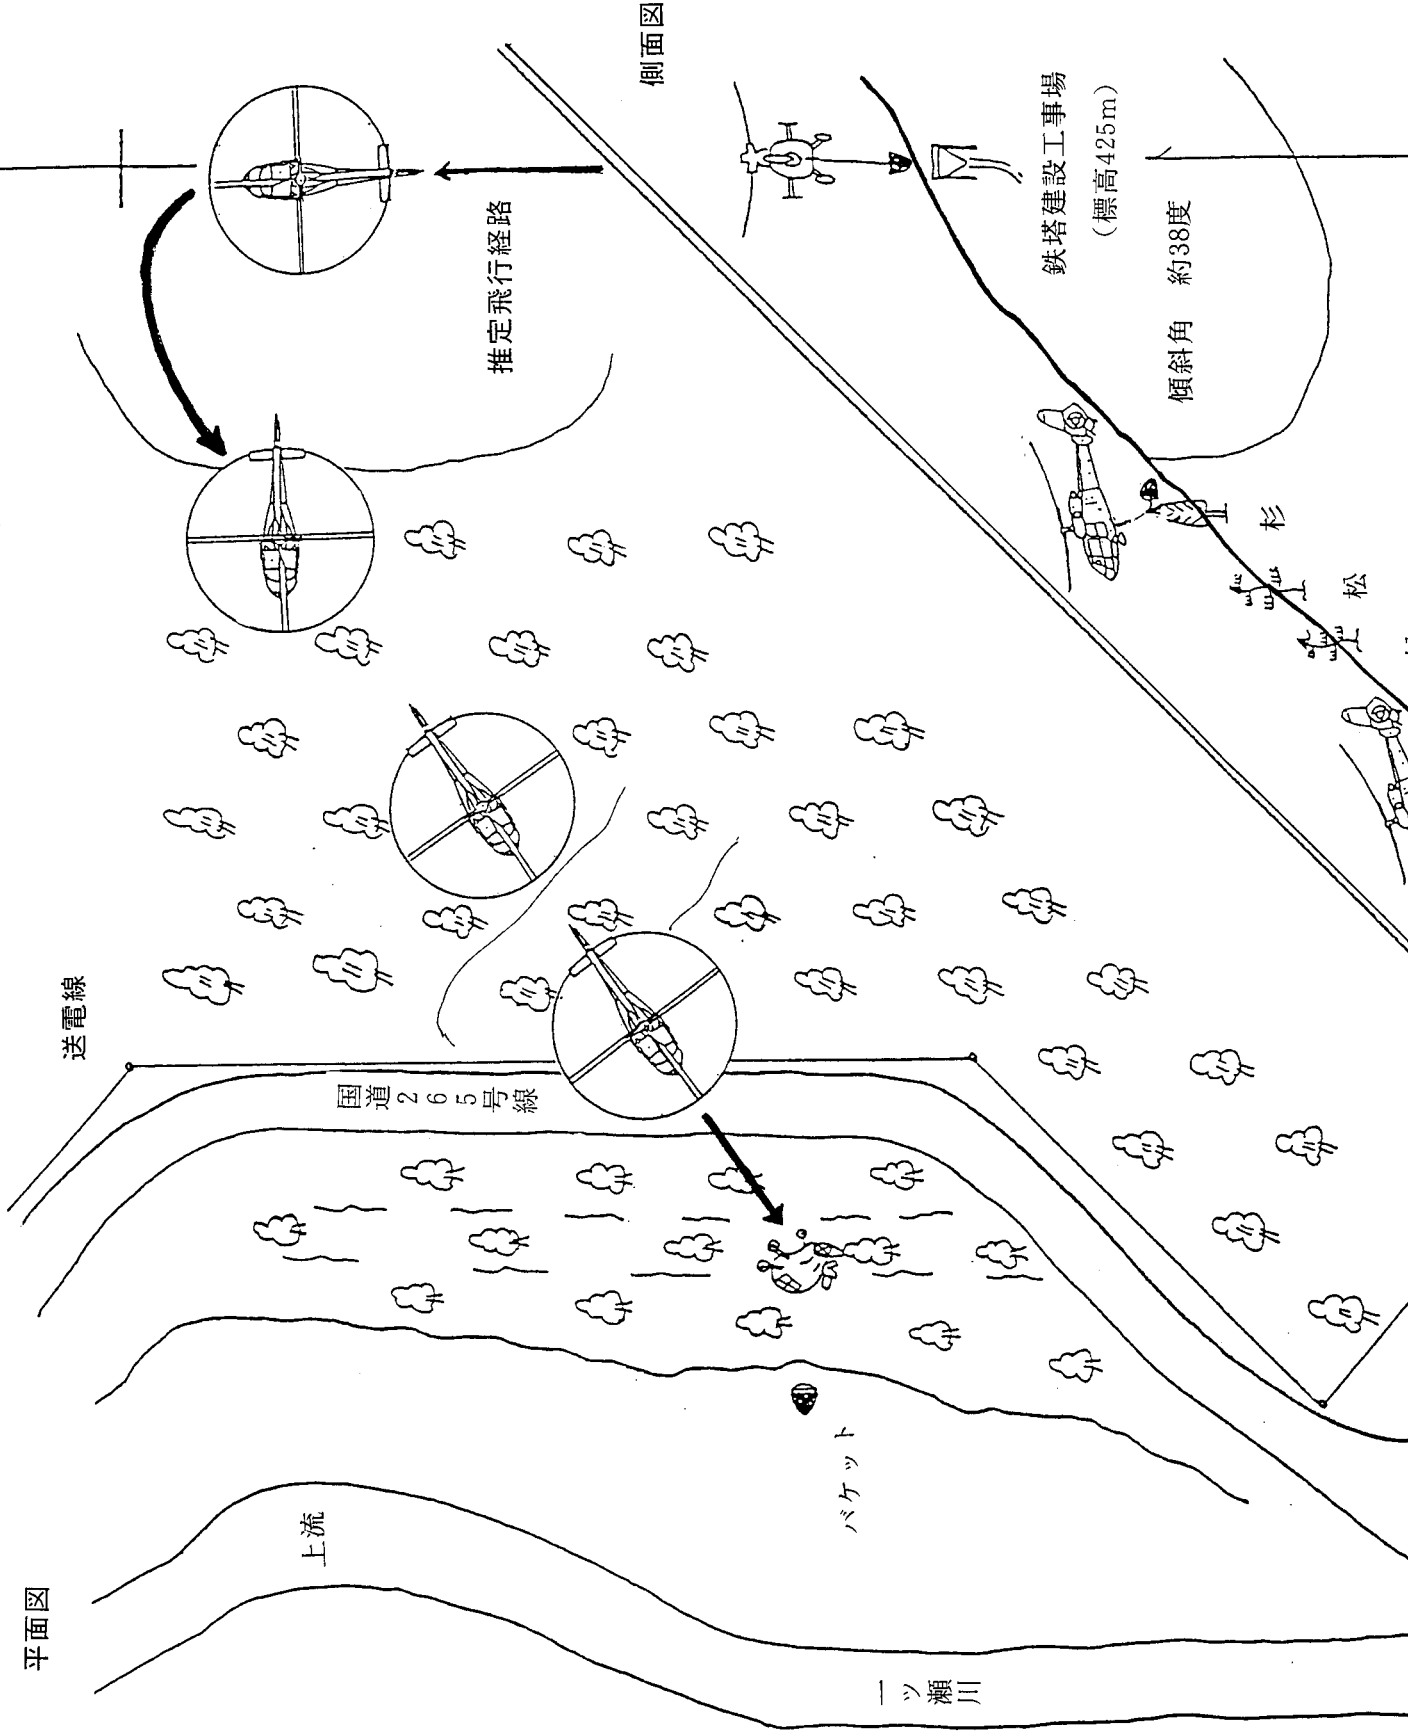 平面図
送電線
国道265号線
推定飛行経路
上流
一ツ瀬川
バケット
側面図
鉄塔建設工事場
(標高425m)
傾斜角 約38度
杉
松